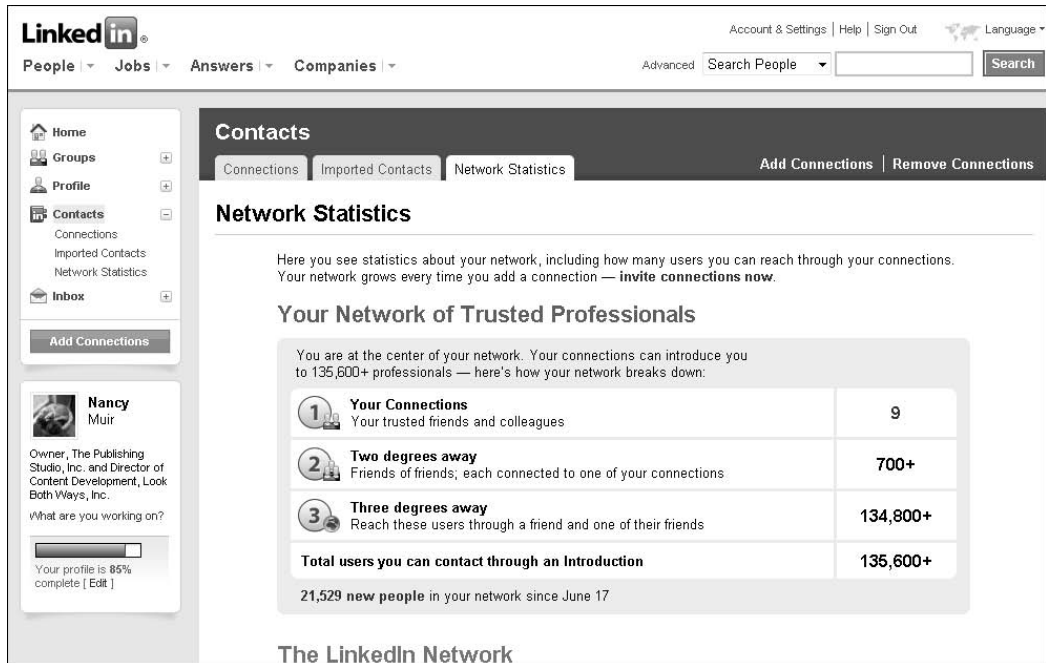 Linked in ®
Account & Settings | Help | Sign Out Language
People Jobs Answers Companies
Advanced Search People Search
Home
Groups
Profile
Contacts
Connections
Imported Contacts
Network Statistics
Inbox
Add Connections
Nancy
Muir
Owner, The Publishing
Studio, Inc. and Director of
Content Development, Look
Both Ways, Inc.
What are you working on?
Your profile is 85%
complete [ Edit ]
Contacts
Connections Imported Contacts Network Statistics
Add Connections | Remove Connections
Network Statistics
Here you see statistics about your network, including how many users you can reach through your connections.
Your network grows every time you add a connection — invite connections now.
Your Network of Trusted Professionals
You are at the center of your network. Your connections can introduce you
to 135,600+ professionals — here's how your network breaks down:
1 Your Connections
Your trusted friends and colleagues
9
2 Two degrees away
Friends of friends; each connected to one of your connections
700+
3 Three degrees away
Reach these users through a friend and one of their friends
134,800+
Total users you can contact through an Introduction 135,600+
21,529 new people in your network since June 17
The LinkedIn Network